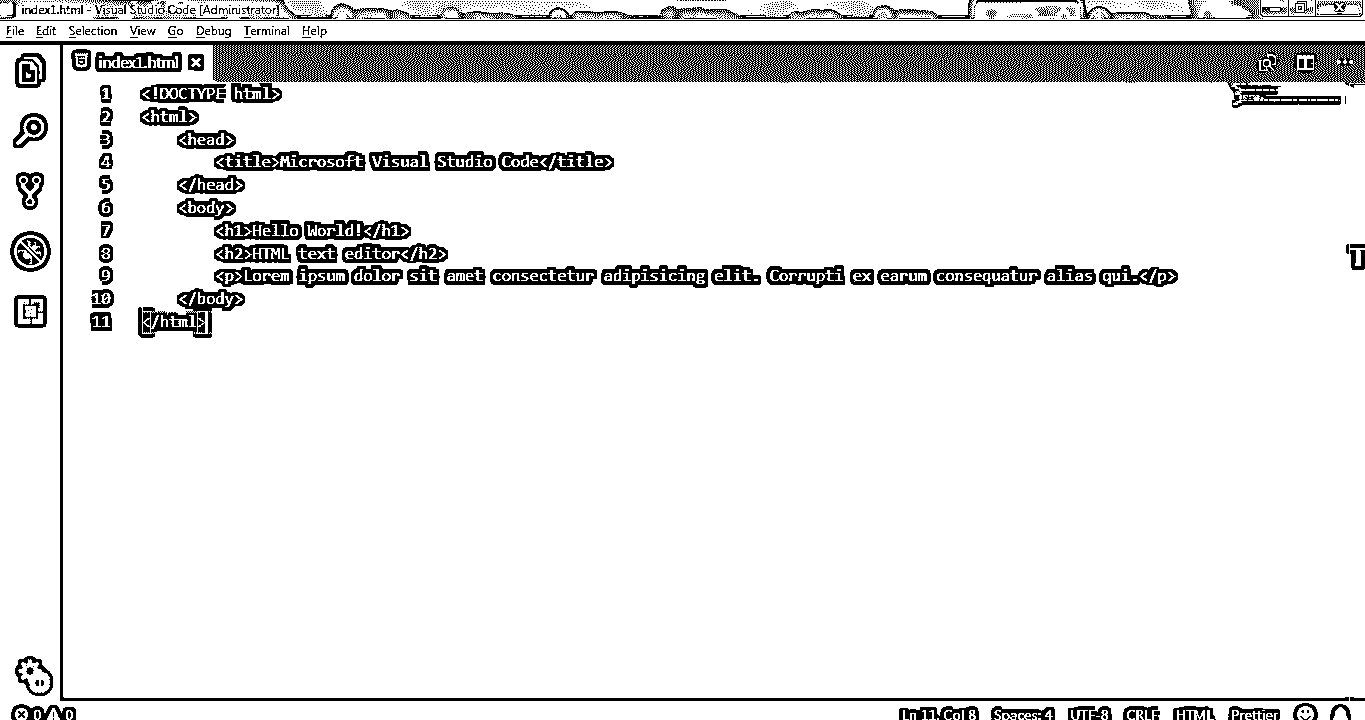 index1.html - Visual Studio Code [Administrator]
File Edit Selection View Go Debug Terminal Help
index1.html
1 <!DOCTYPE html>
2 <html>
3 <head>
4 <title>Microsoft Visual Studio Code</title>
5 </head>
6 <body>
7 <h1>Hello World!</h1>
8 <h2>HTML text editor</h2>
9 <p>Lorem ipsum dolor sit amet consectetur adipisicing elit. Corrupti ex earum consequatur alias qui.</p>
10 </body>
11 </html>
0 0 Ln 11, Col 8 Spaces: 4 UTF-8 CRLF HTML Prettier